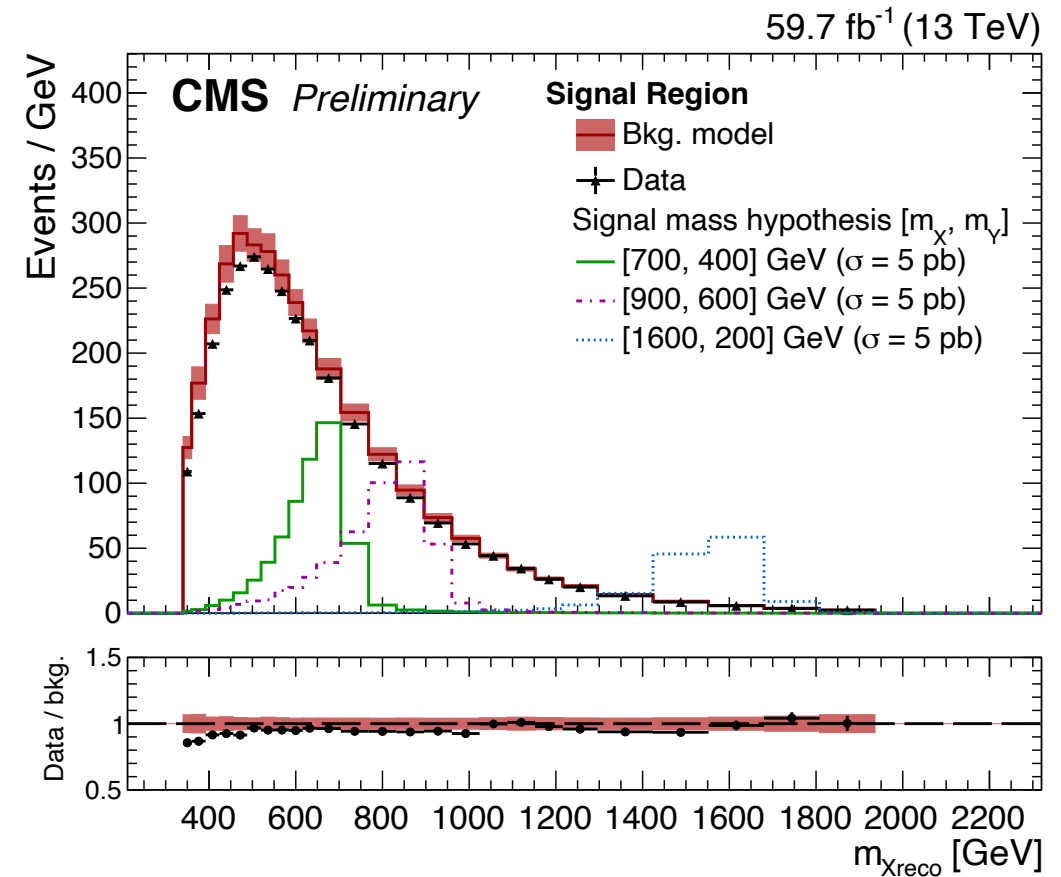 59.7 fb⁻¹ (13 TeV)
CMS Preliminary
Signal Region
Bkg. model
Data
Signal mass hypothesis [m_X, m_Y]
[700, 400] GeV (σ = 5 pb)
[900, 600] GeV (σ = 5 pb)
[1600, 200] GeV (σ = 5 pb)
Events / GeV
400
350
300
250
200
150
100
50
0
Data / bkg.
1.5
1
0.5
400 600 800 1000 1200 1400 1600 1800 2000 2200
m_Xreco [GeV]